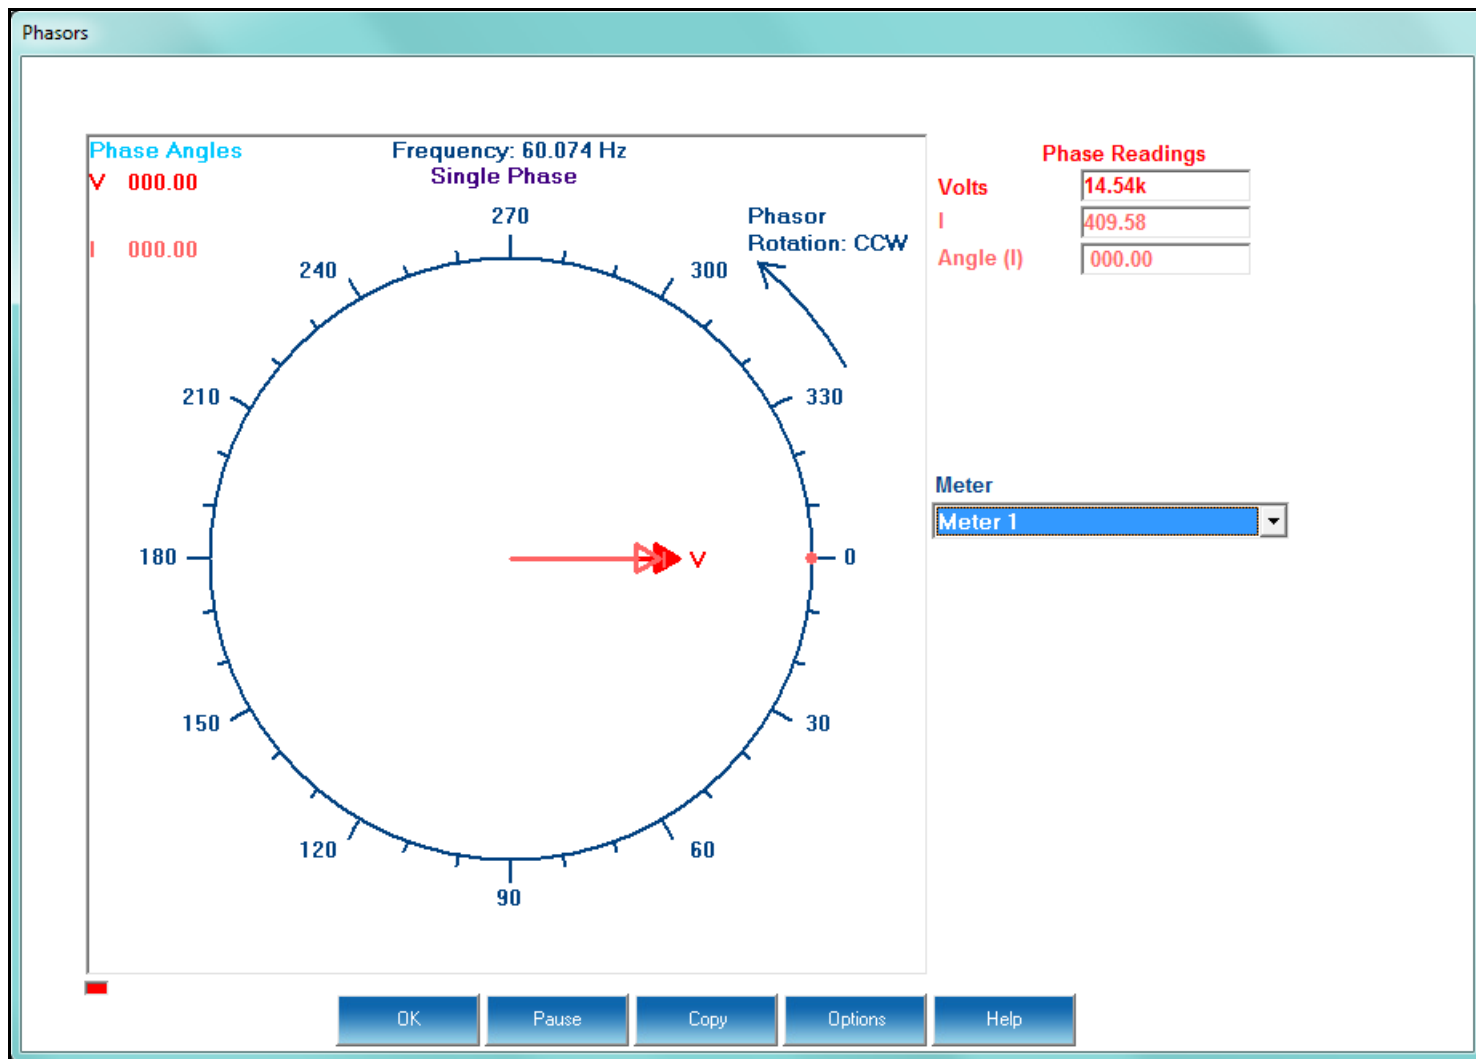 Phasors
Phase Angles
Frequency: 60.074 Hz
Phase Readings
V 000.00
Single Phase
Volts 14.54k
270
Phasor
Rotation: CCW
I 409.58
I 000.00
Angle (I) 000.00
240
300
210
330
Meter
Meter 1
180
I
V
0
150
30
120
60
90
OK
Pause
Copy
Options
Help